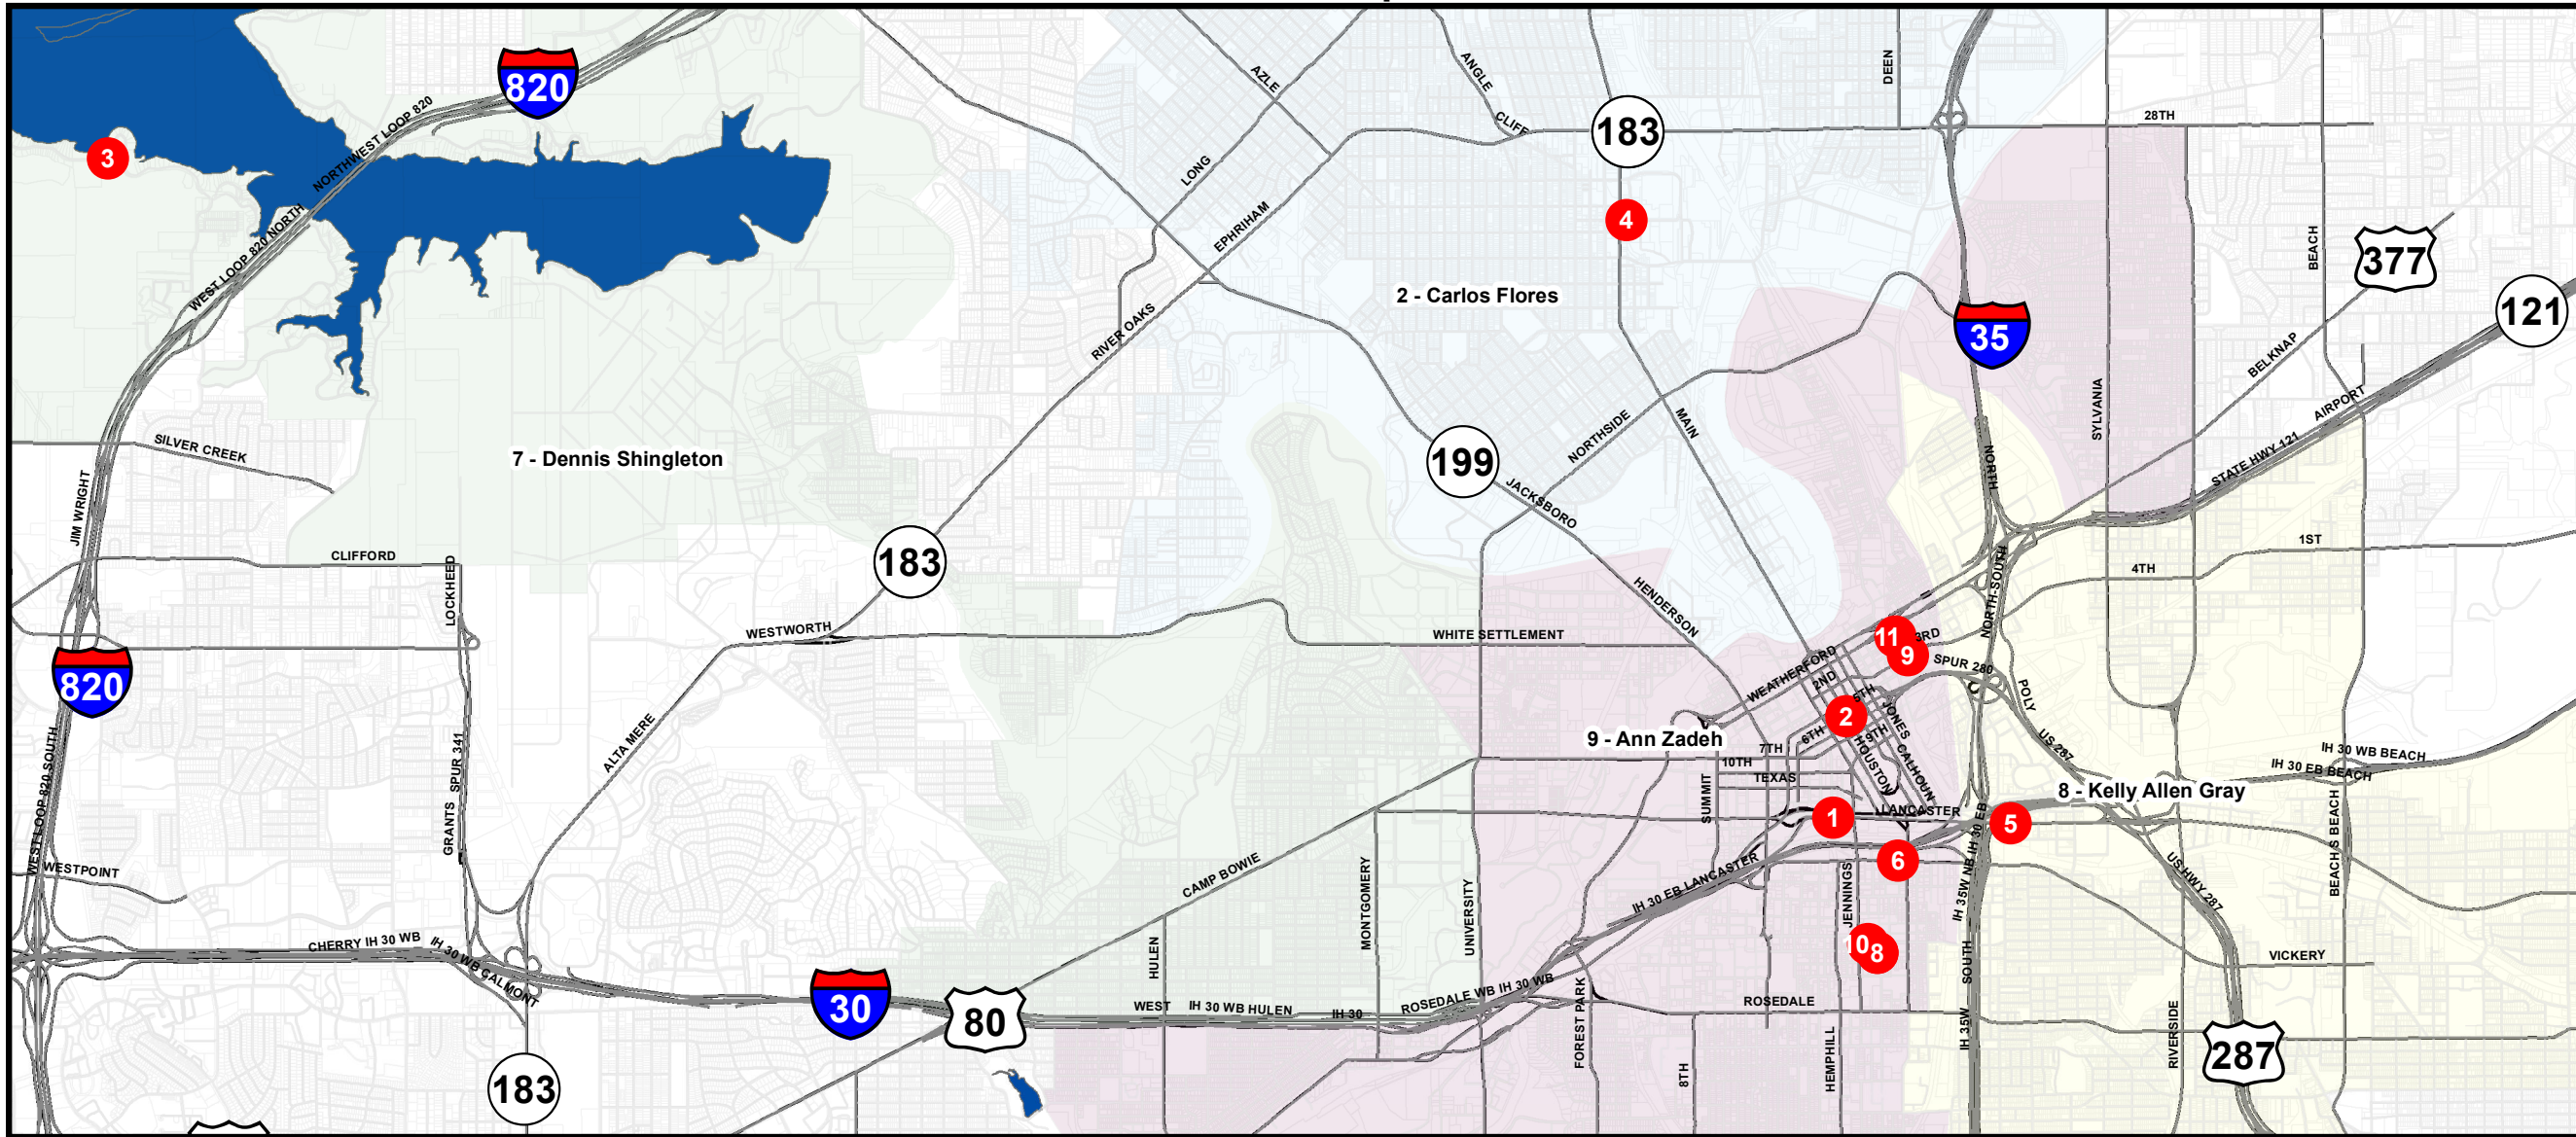 820
NORTHWEST LOOP 820
3
WEST LOOP 820 NORTH
AZLE
ANGLE
CLIFF
183
DEEN
28TH
LONG
EPHRIHAM
4
BEACH
377
121
2 - Carlos Flores
RIVER OAKS
35
BELKNAP
AIRPORT
SYLVANIA
STATE HWY 121
MAIN
NORTHSIDE
NORTH
SILVER CREEK
7 - Dennis Shingleton
199
JACKSBORO
JIM WRIGHT
CLIFFORD
LOCKHEED
183
1ST
4TH
NORTH-SOUTH
HENDERSON
WESTWORTH
WHITE SETTLEMENT
11
3RD
9
SPUR 280
820
WEATHERFORD
2ND
5TH
POLY
2
JONES
9 - Ann Zadeh
6TH
7TH
9TH
HOUSTON
CALHOUN
US 287
10TH
TEXAS
ALTA MERE
GRANTS
SPUR 341
WEST LOOP 820 SOUTH
IH 30 WB BEACH
IH 30 EB BEACH
8 - Kelly Allen Gray
SUMMIT
1
LANCASTER
5
6
IH 35W NB IH 30 EB
BEACH S BEACH
US HWY 287
WESTPOINT
CAMP BOWIE
MONTGOMERY
UNIVERSITY
IH 30 EB LANCASTER
JENNINGS
10
8
CHERRY IH 30 WB
IH 30 WB CALMONT
HULEN
SOUTH
VICKERY
30
80
WEST
IH 30 WB HULEN
IH 30
ROSEDALE WB IH 30 WB
FOREST PARK
ROSEDALE
IH 35W
RIVERSIDE
287
183
8TH
HEMPHILL